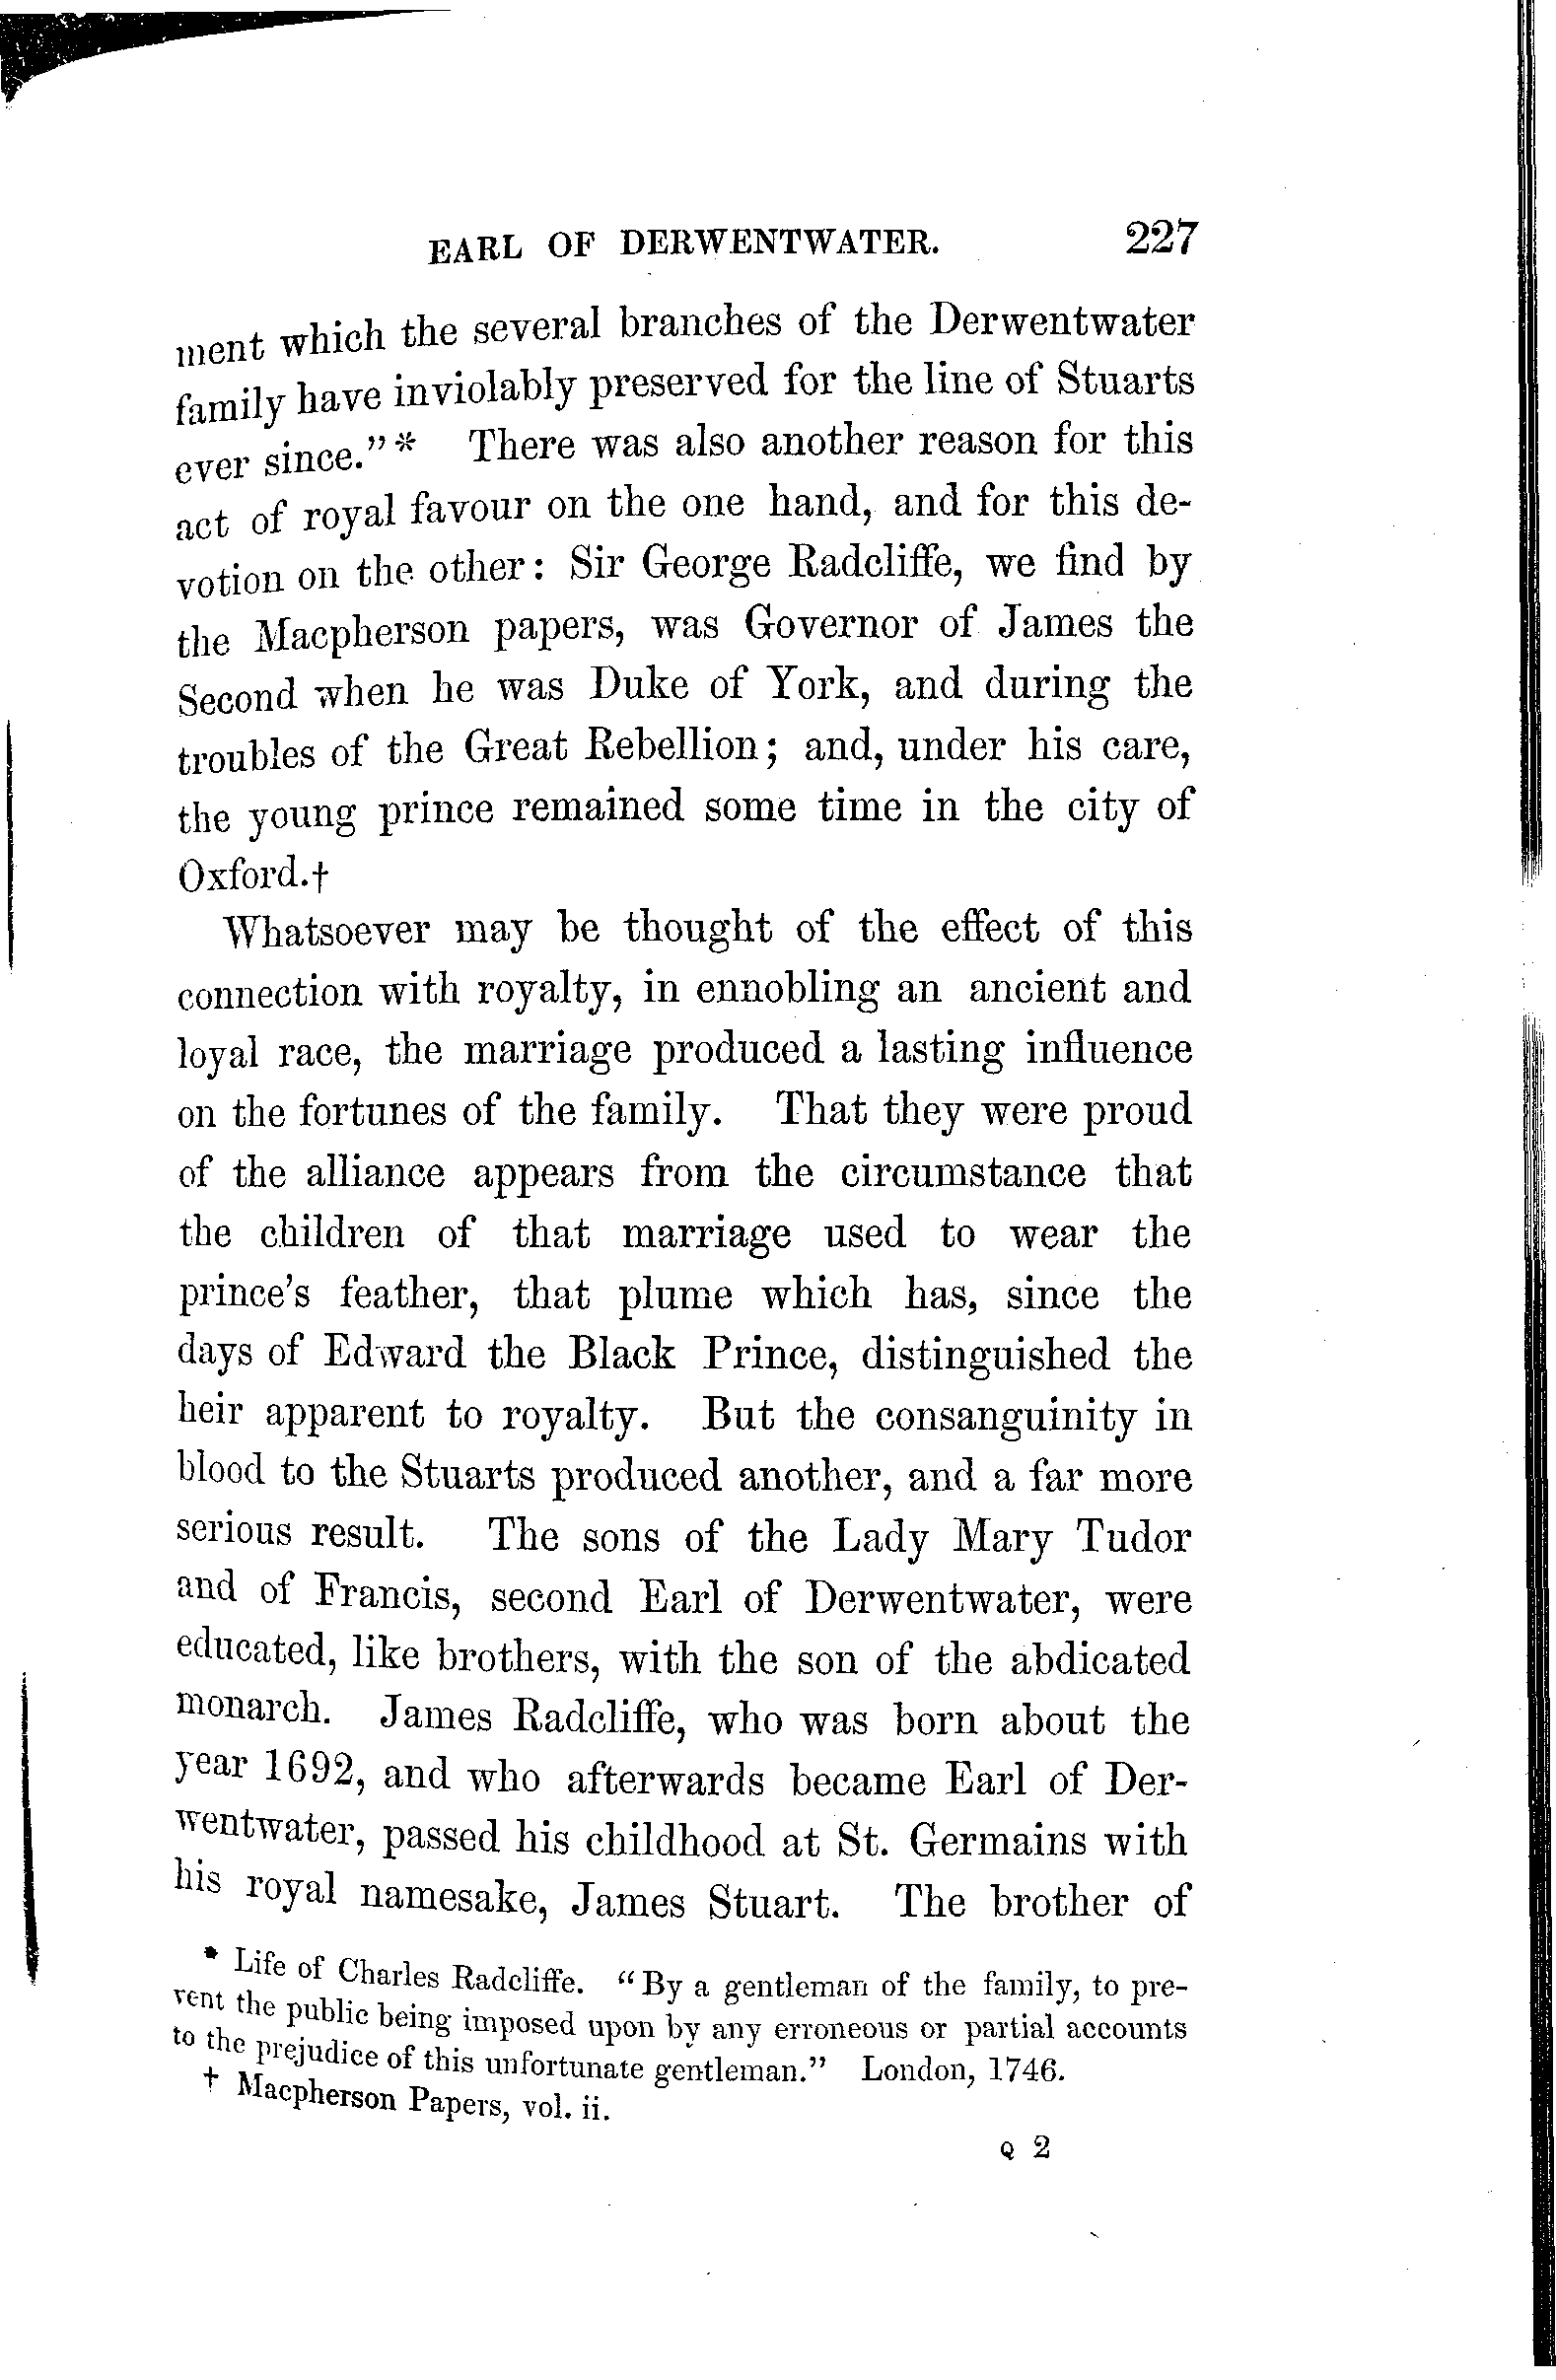 EARL OF DERWENTWATER. 227
ment which the several branches of the Derwentwater
family have inviolably preserved for the line of Stuarts
ever since."* There was also another reason for this
act of royal favour on the one hand, and for this de-
votion on the other: Sir George Radcliffe, we find by
the Macpherson papers, was Governor of James the
Second when he was Duke of York, and during the
troubles of the Great Rebellion; and, under his care,
the young prince remained some time in the city of
Oxford.†
Whatsoever may be thought of the effect of this
connection with royalty, in ennobling an ancient and
loyal race, the marriage produced a lasting influence
on the fortunes of the family. That they were proud
of the alliance appears from the circumstance that
the children of that marriage used to wear the
prince's feather, that plume which has, since the
days of Edward the Black Prince, distinguished the
heir apparent to royalty. But the consanguinity in
blood to the Stuarts produced another, and a far more
serious result. The sons of the Lady Mary Tudor
and of Francis, second Earl of Derwentwater, were
educated, like brothers, with the son of the abdicated
monarch. James Radcliffe, who was born about the
year 1692, and who afterwards became Earl of Der-
wentwater, passed his childhood at St. Germains with
his royal namesake, James Stuart. The brother of
* Life of Charles Radcliffe. "By a gentleman of the family, to pre-
vent the public being imposed upon by any erroneous or partial accounts
to the prejudice of this unfortunate gentleman." London, 1746.
† Macpherson Papers, vol. ii.
Q 2